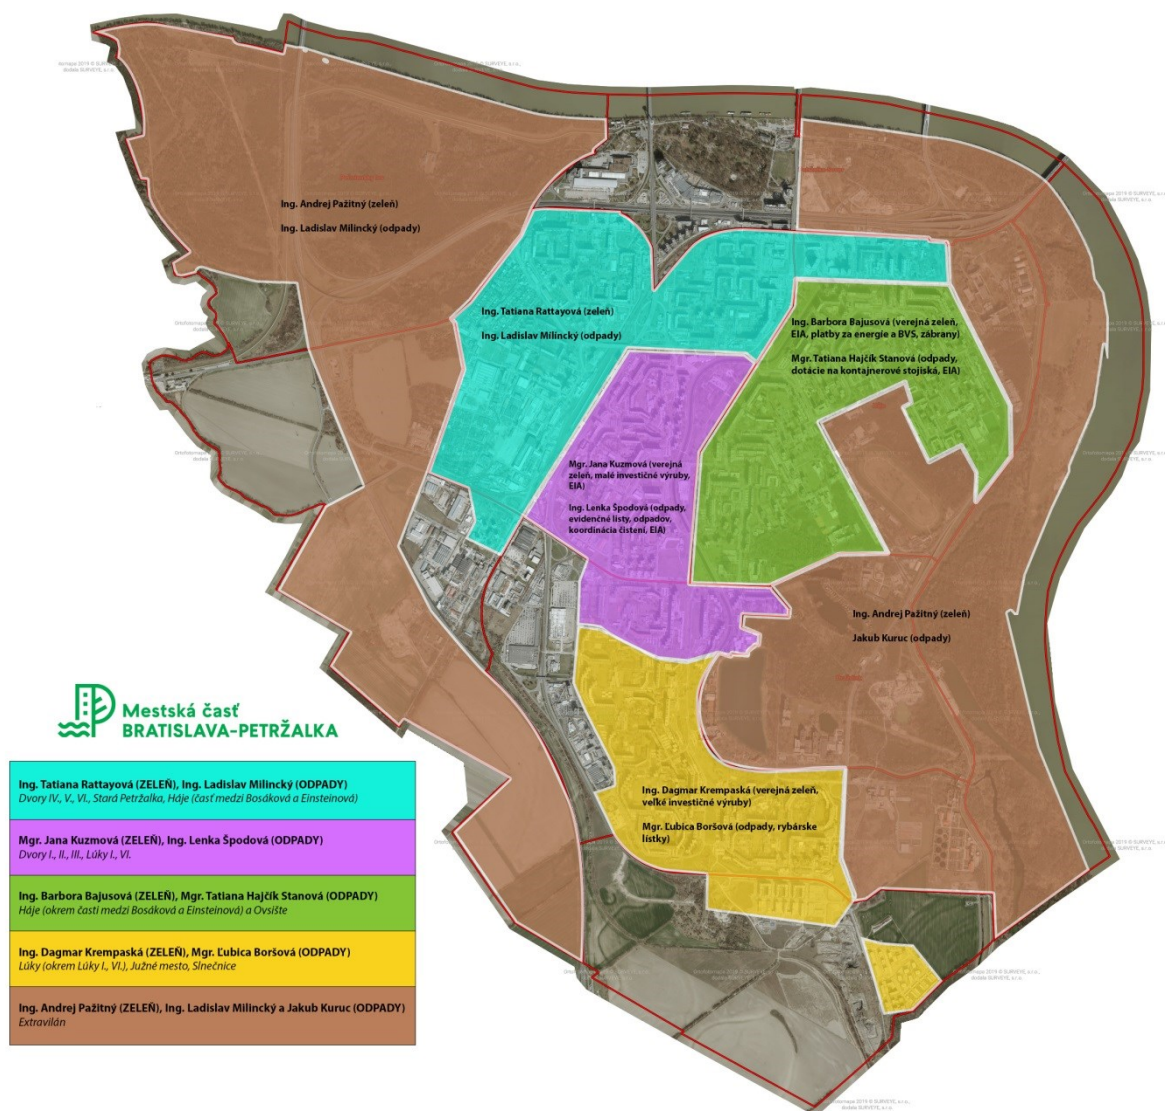 Ing. Andrej Pažitný (zeleň)
Ing. Ladislav Milincký (odpady)
Ing. Tatiana Rattayová (zeleň)
Ing. Ladislav Milincký (odpady)
Ing. Barbora Bajusová (verejná zeleň,
EIA, platby za energie a BVS, zábrany)
Mgr. Tatiana Hajčík Stanová (odpady,
dotácie na kontajnerové stojiská, EIA)
Mgr. Jana Kuzmová (verejná
zeleň, malé investičné výruby,
EIA)
Ing. Lenka Špodová (odpady,
evidenčné listy, odpadov,
koordinácia čistení, EIA)
Ing. Andrej Pažitný (zeleň)
Jakub Kuruc (odpady)
Ing. Dagmar Krempaská (verejná zeleň,
veľké investičné výruby)
Mgr. Ľubica Boršová (odpady, rybárske
lístky)
Mestská časť
BRATISLAVA-PETRŽALKA
Ing. Tatiana Rattayová (ZELEŇ), Ing. Ladislav Milincký (ODPADY)
Dvory IV., V., VI., Stará Petržalka, Háje (časť medzi Bosáková a Einsteinová)
Mgr. Jana Kuzmová (ZELEŇ), Ing. Lenka Špodová (ODPADY)
Dvory I., II., III., Lúky I., VI.
Ing. Barbora Bajusová (ZELEŇ), Mgr. Tatiana Hajčík Stanová (ODPADY)
Háje (okrem časti medzi Bosáková a Einsteinová) a Ovsište
Ing. Dagmar Krempaská (ZELEŇ), Mgr. Ľubica Boršová (ODPADY)
Lúky (okrem Lúky I., VI.), Južné mesto, Slnečnice
Ing. Andrej Pažitný (ZELEŇ), Ing. Ladislav Milincký a Jakub Kuruc (ODPADY)
Extravilán